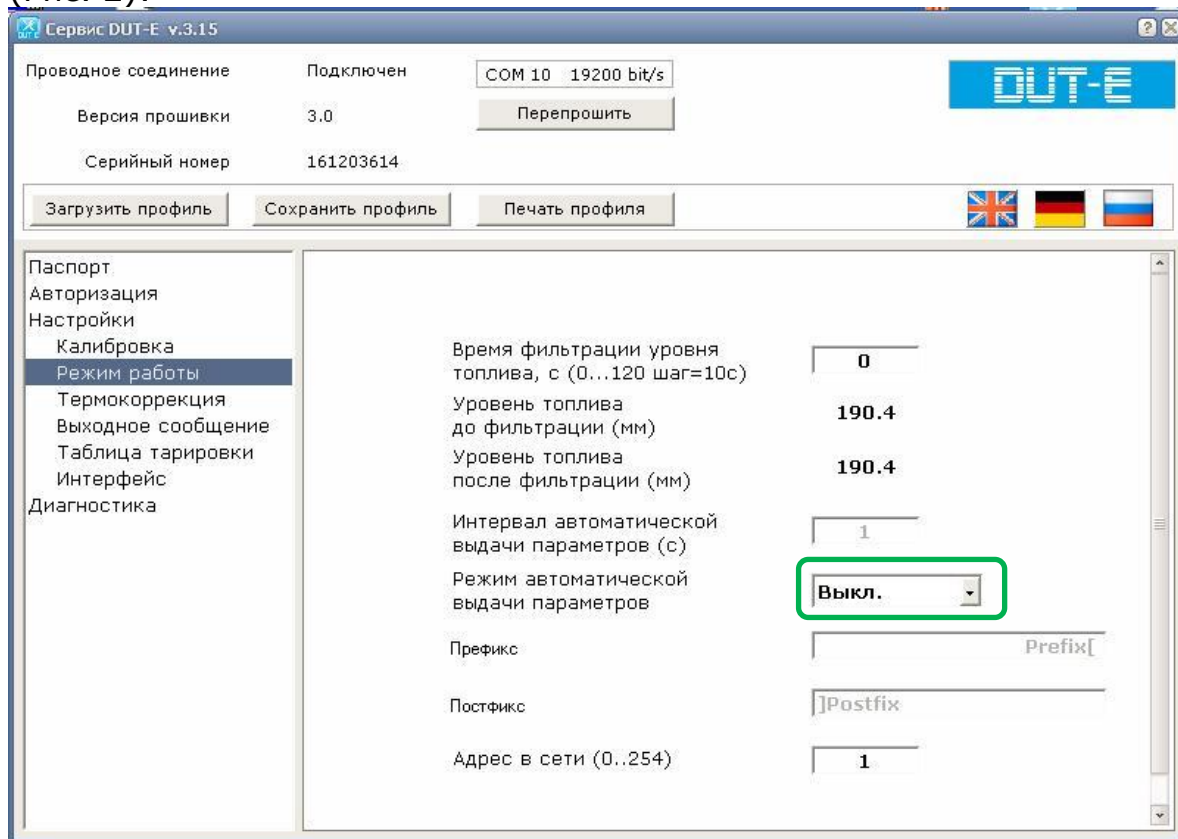 (Рис. 2).
Сервис DUT-E v.3.15
Проводное соединение Подключен COM 10 19200 bit/s
DUT-E
Версия прошивки 3.0 Перепрошить
Серийный номер 161203614
Загрузить профиль Сохранить профиль Печать профиля
Паспорт
Авторизация
Настройки
Калибровка
Режим работы
Термокоррекция
Выходное сообщение
Таблица тарировки
Интерфейс
Диагностика
Время фильтрации уровня
топлива, с (0...120 шаг=10с) 0
Уровень топлива
до фильтрации (мм) 190.4
Уровень топлива
после фильтрации (мм) 190.4
Интервал автоматической
выдачи параметров (с) 1
Режим автоматической
выдачи параметров Выкл.
Префикс Prefix[
Постфикс ]Postfix
Адрес в сети (0..254) 1